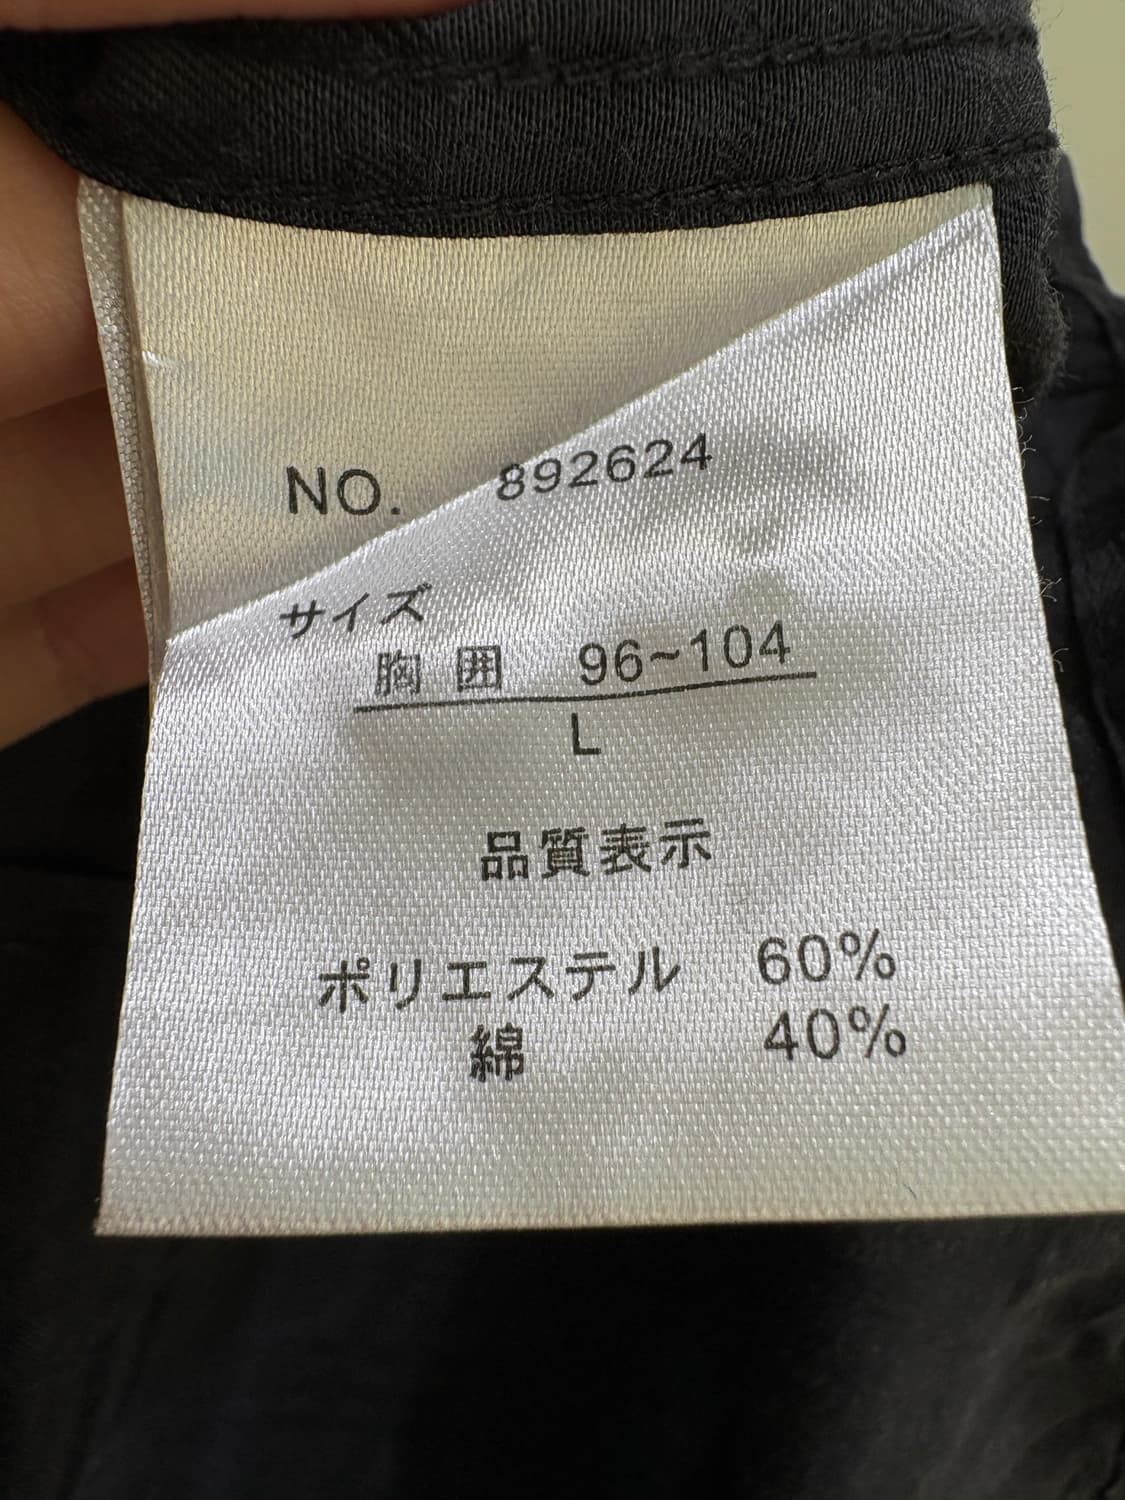 NO. 892624
サイズ
胸 囲 96~104
L
品質表示
ポリエステル 60%
綿 40%